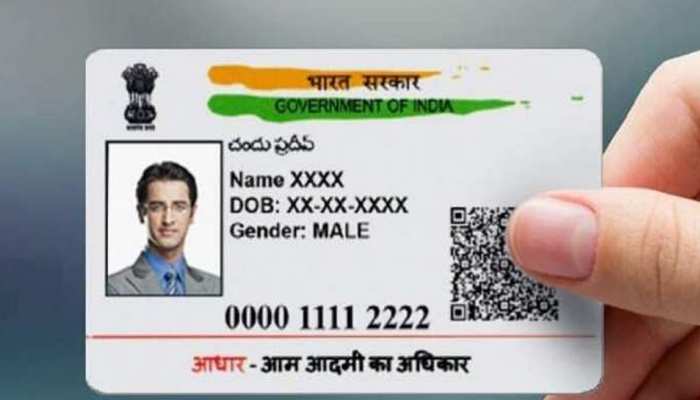 भारत सरकार
GOVERNMENT OF INDIA
చందు ప్రదీప్
Name XXXX
DOB: XX-XX-XXXX
Gender: MALE
0000 1111 2222
आधार - आम आदमी का अधिकार